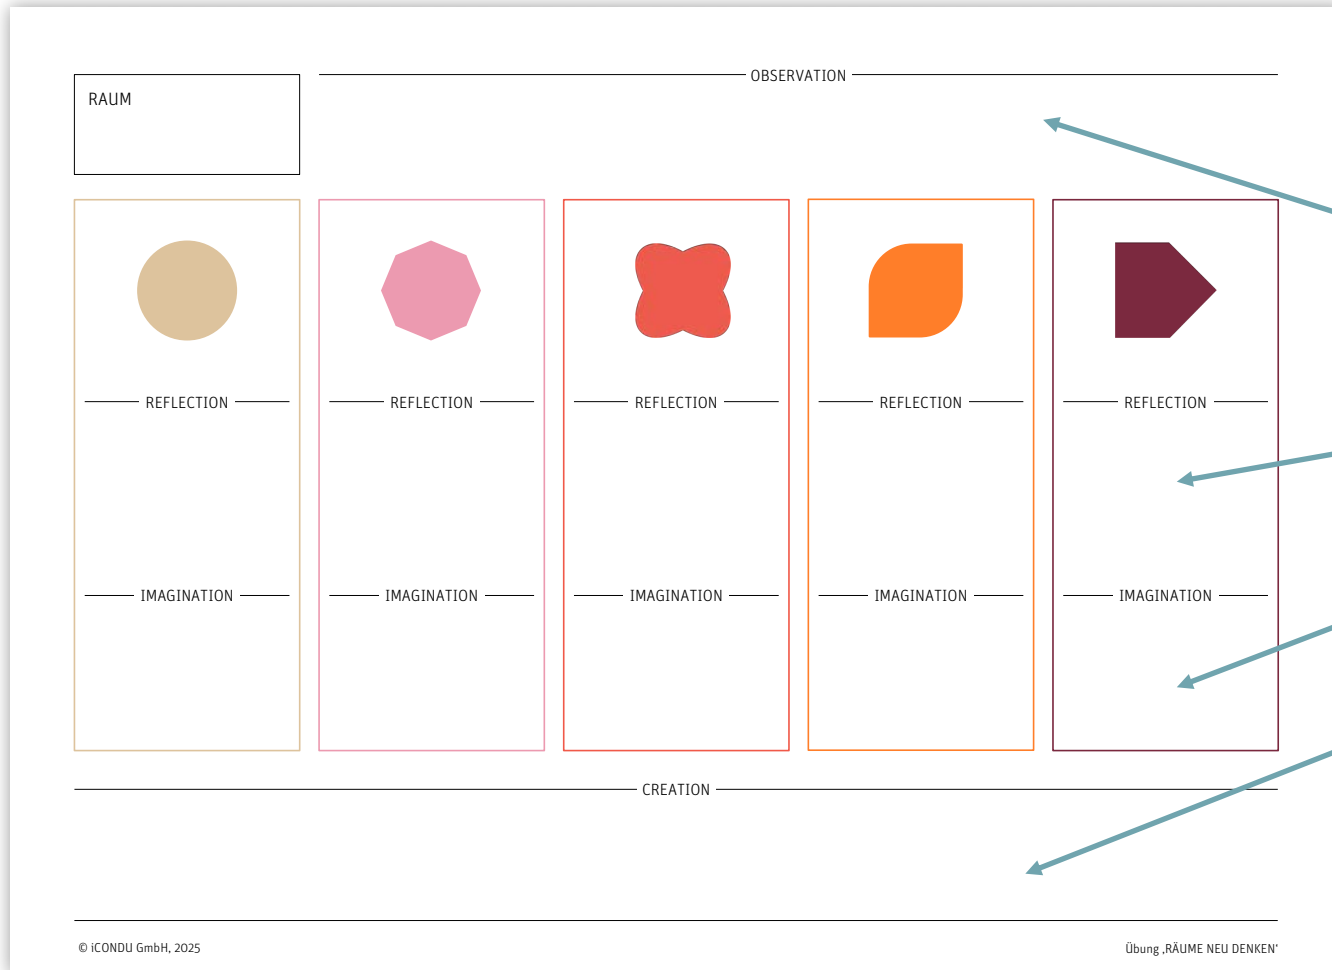 OBSERVATION
RAUM
REFLECTION
REFLECTION
REFLECTION
REFLECTION
REFLECTION
IMAGINATION
IMAGINATION
IMAGINATION
IMAGINATION
IMAGINATION
CREATION
© iCONDU GmbH, 2025
Übung ‚RÄUME NEU DENKEN‘